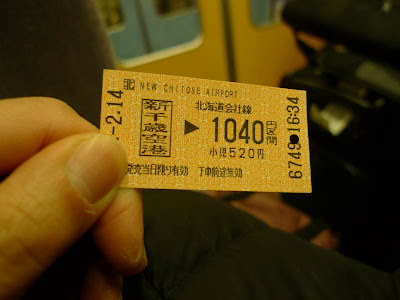 北 NEW CHITOSE AIRPORT
-2.14
新千歳空港
▶
北海道会社線
1040円区間
小児520円
発売当日限り有効 下車前途無効
6749 16:34